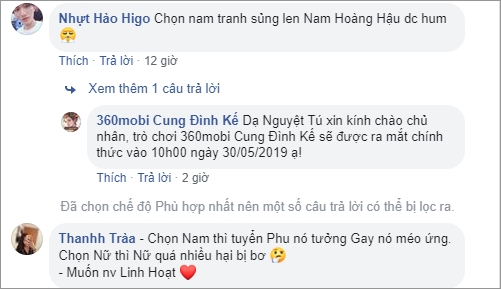 Nhựt Hảo Higo Chọn nam tranh sủng len Nam Hoàng Hậu dc hum
Thích · Trả lời · 12 giờ
Xem thêm 1 câu trả lời
360mobi Cung Đình Kế Dạ Nguyệt Tú xin kính chào chủ
nhân, trò chơi 360mobi Cung Đình Kế sẽ được ra mắt chính
thức vào 10h00 ngày 30/05/2019 ạ!
Thích · Trả lời · 2 giờ
Đã chọn chế độ Phù hợp nhất nên một số câu trả lời có thể bị lọc ra.
Thanhh Trảa - Chọn Nam thì tuyển Phu nó tưởng Gay nó méo ứng.
Chọn Nữ thì Nữ quá nhiều hại bị bơ
- Muốn nv Linh Hoạt